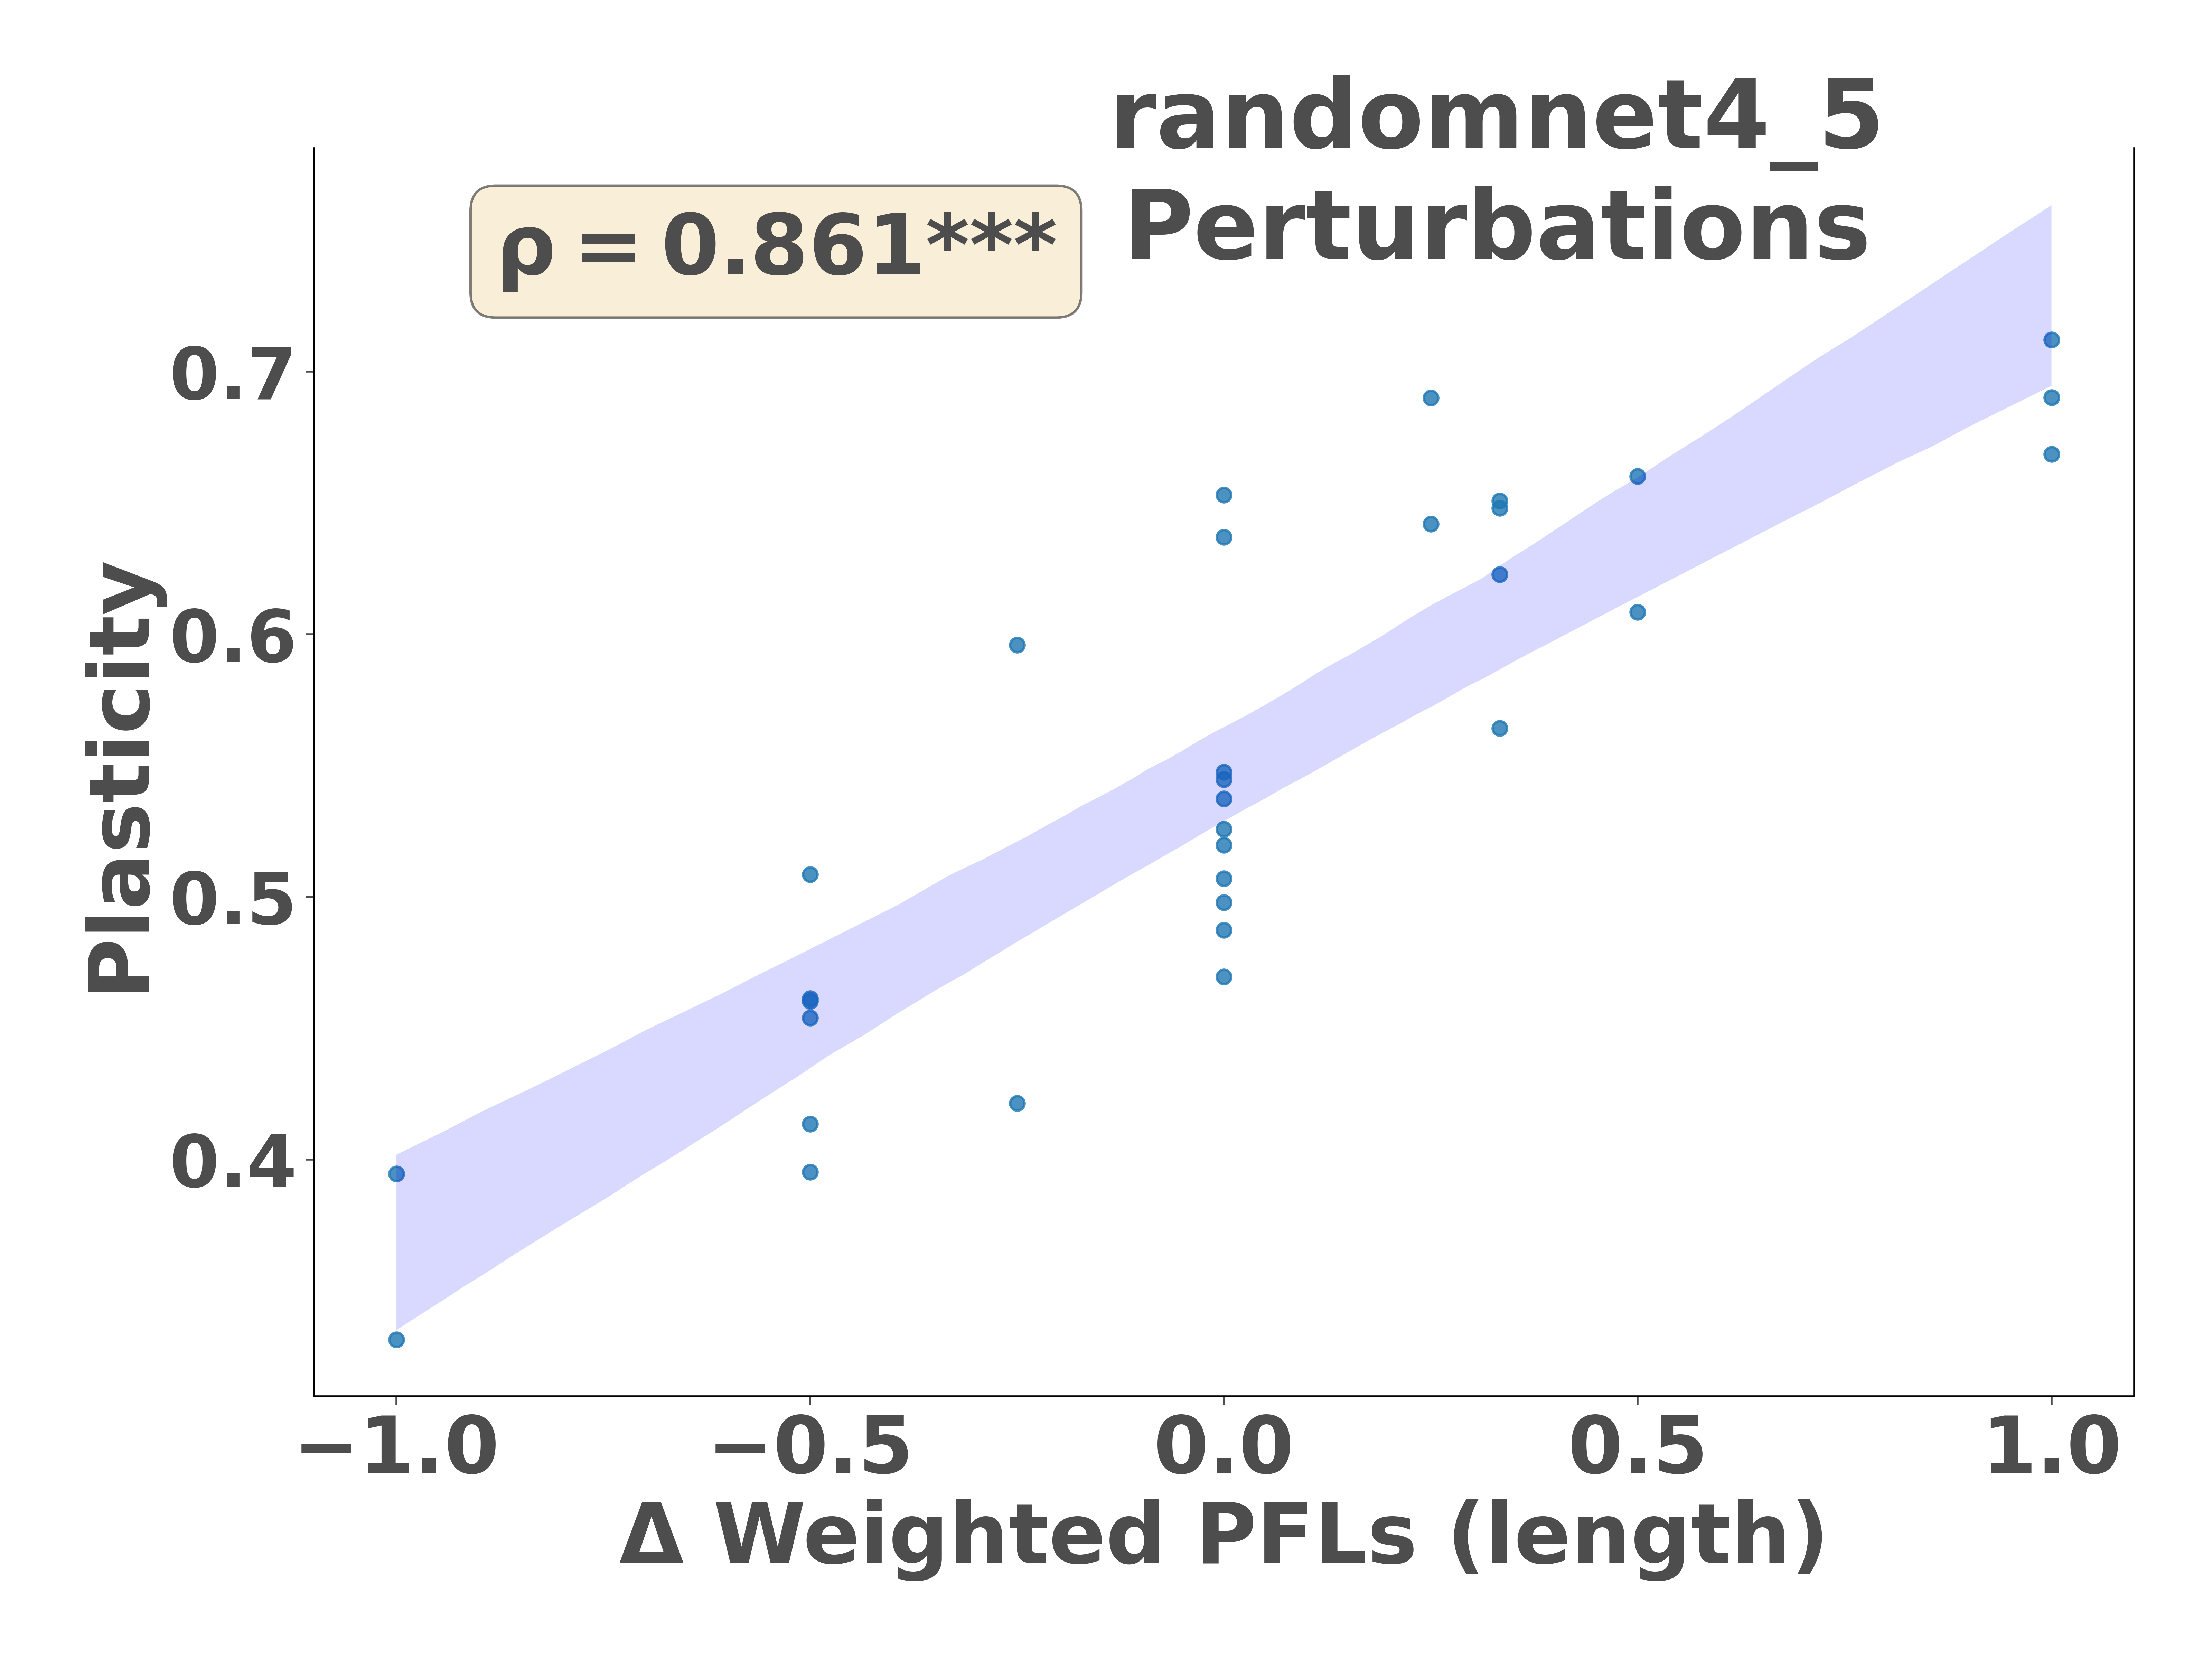 randomnet4_5
Perturbations
ρ = 0.861***
Plasticity
0.7
0.6
0.5
0.4
−1.0
−0.5
0.0
0.5
1.0
Δ Weighted PFLs (length)